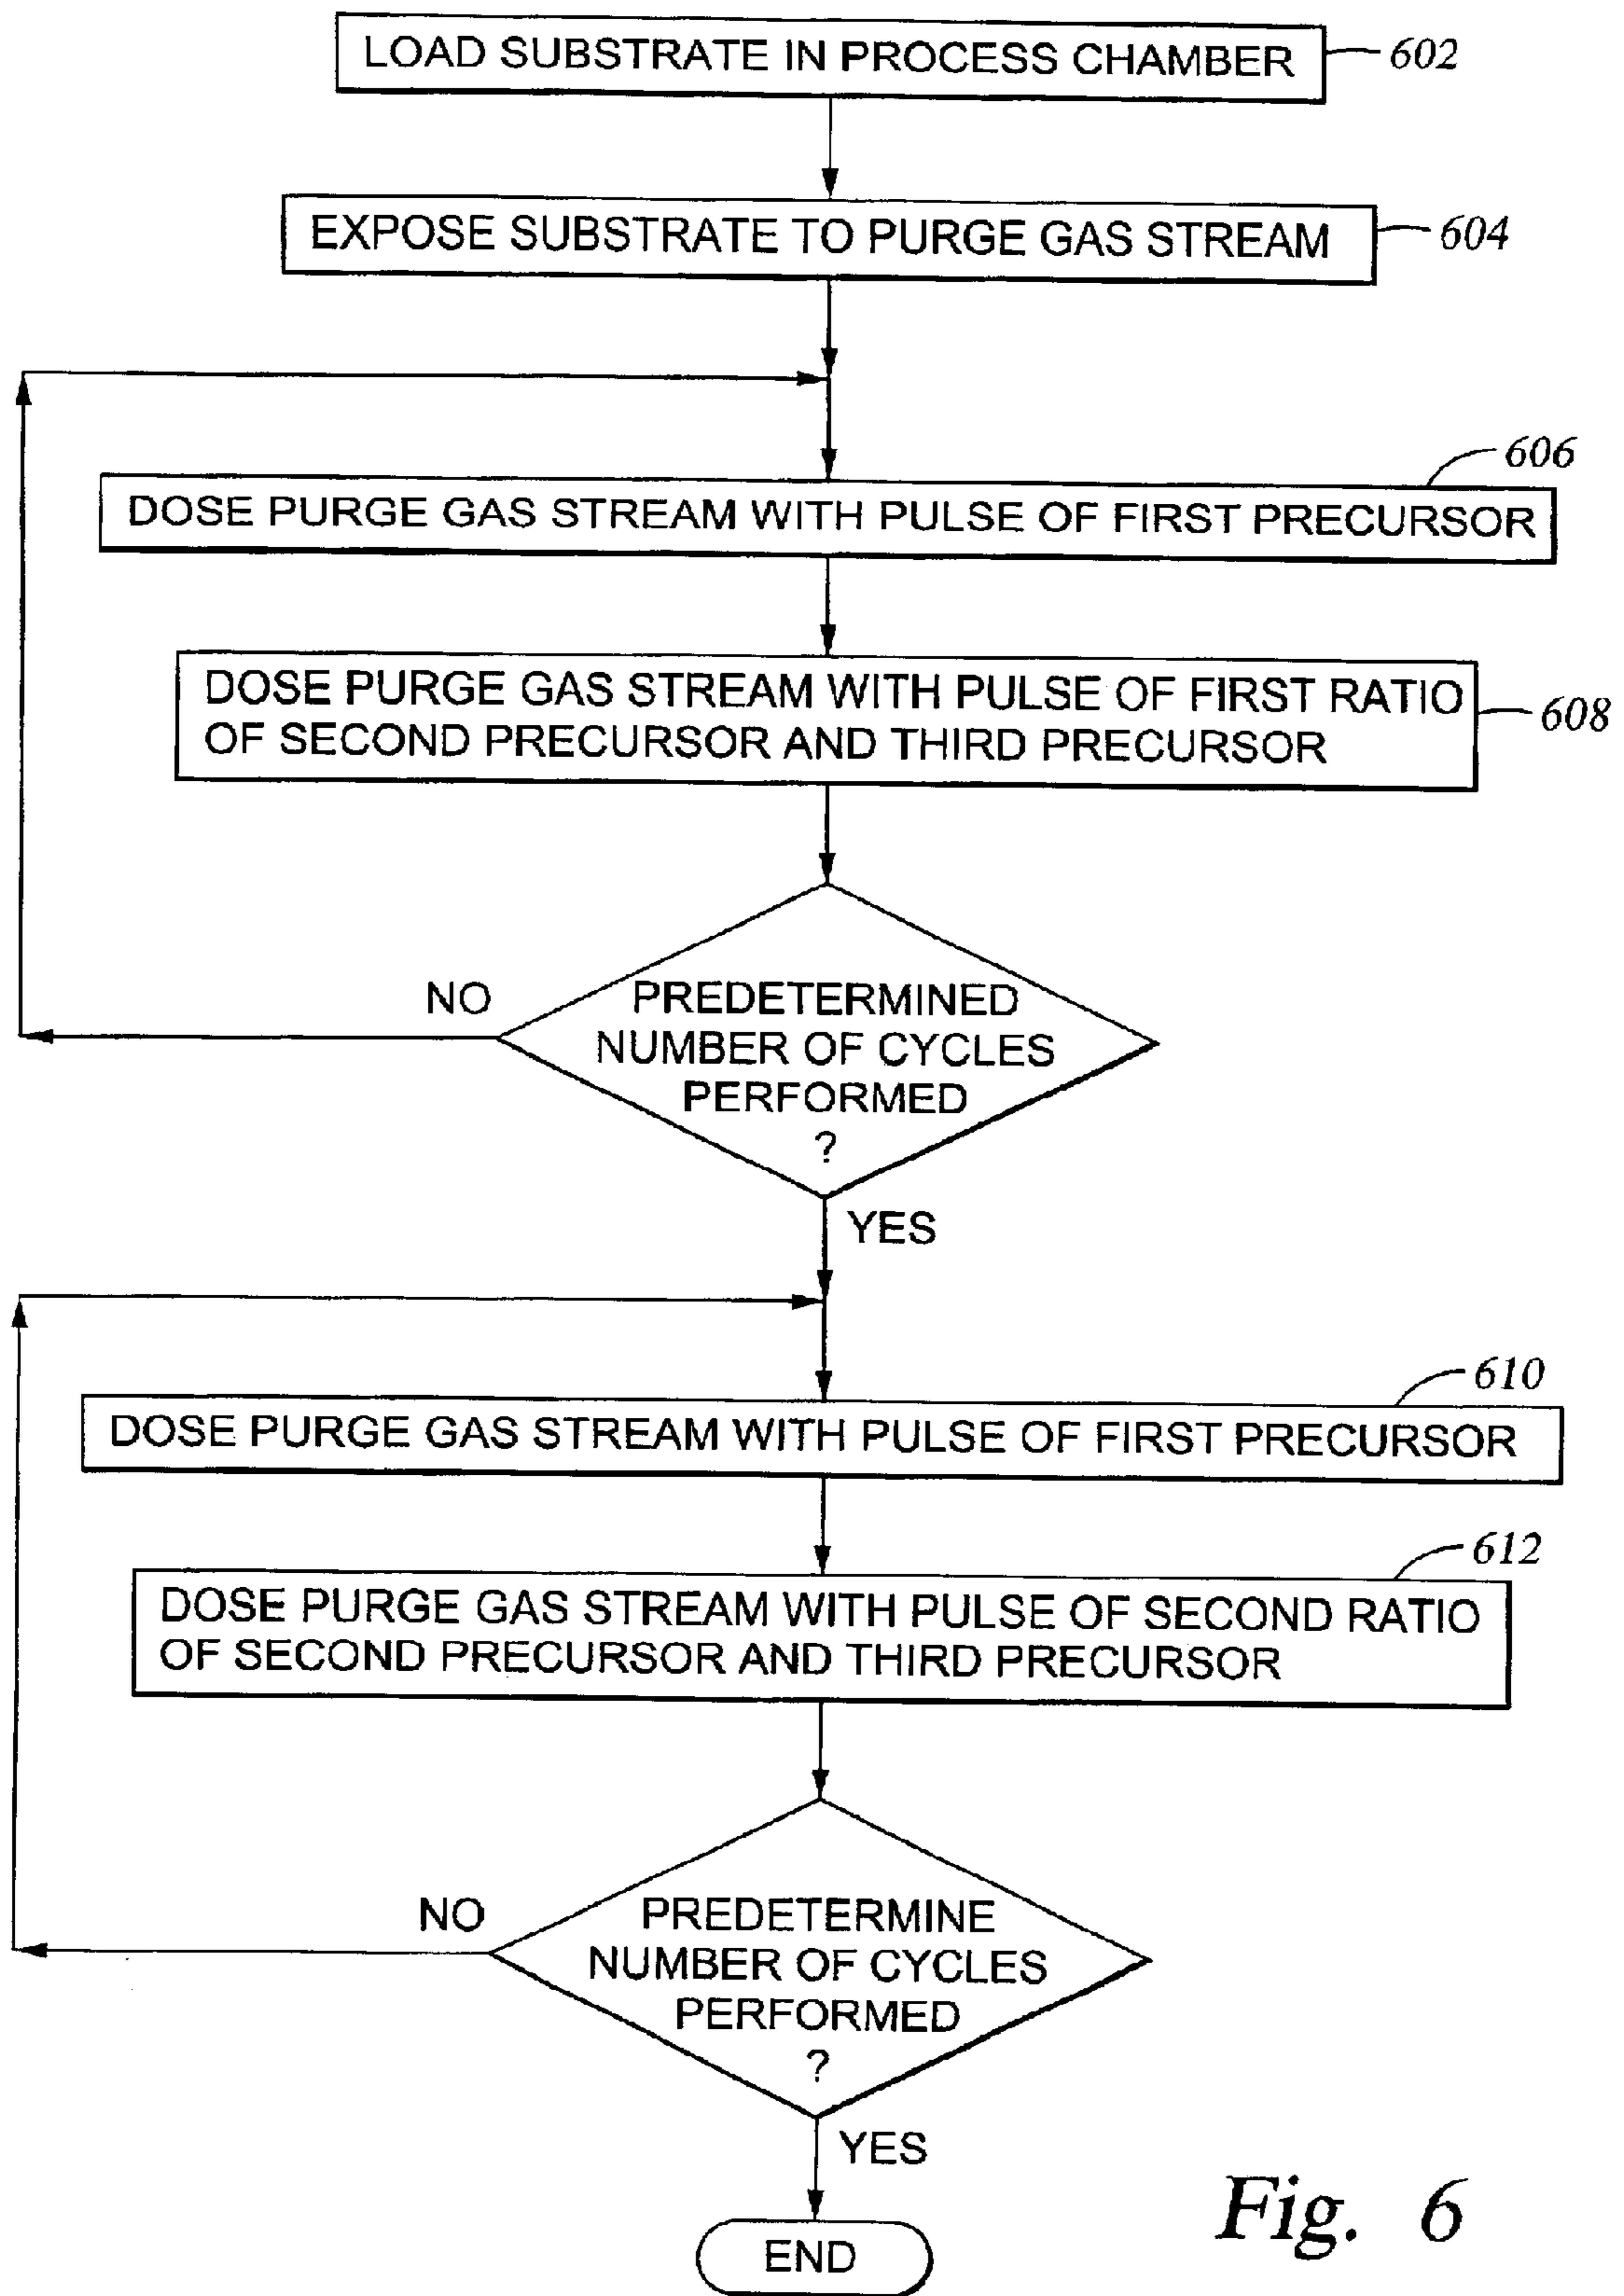 LOAD SUBSTRATE IN PROCESS CHAMBER
602
EXPOSE SUBSTRATE TO PURGE GAS STREAM
604
606
DOSE PURGE GAS STREAM WITH PULSE OF FIRST PRECURSOR
DOSE PURGE GAS STREAM WITH PULSE OF FIRST RATIO
OF SECOND PRECURSOR AND THIRD PRECURSOR
608
NO
PREDETERMINED
NUMBER OF CYCLES
PERFORMED
?
YES
610
DOSE PURGE GAS STREAM WITH PULSE OF FIRST PRECURSOR
612
DOSE PURGE GAS STREAM WITH PULSE OF SECOND RATIO
OF SECOND PRECURSOR AND THIRD PRECURSOR
NO
PREDETERMINE
NUMBER OF CYCLES
PERFORMED
?
YES
END
Fig. 6